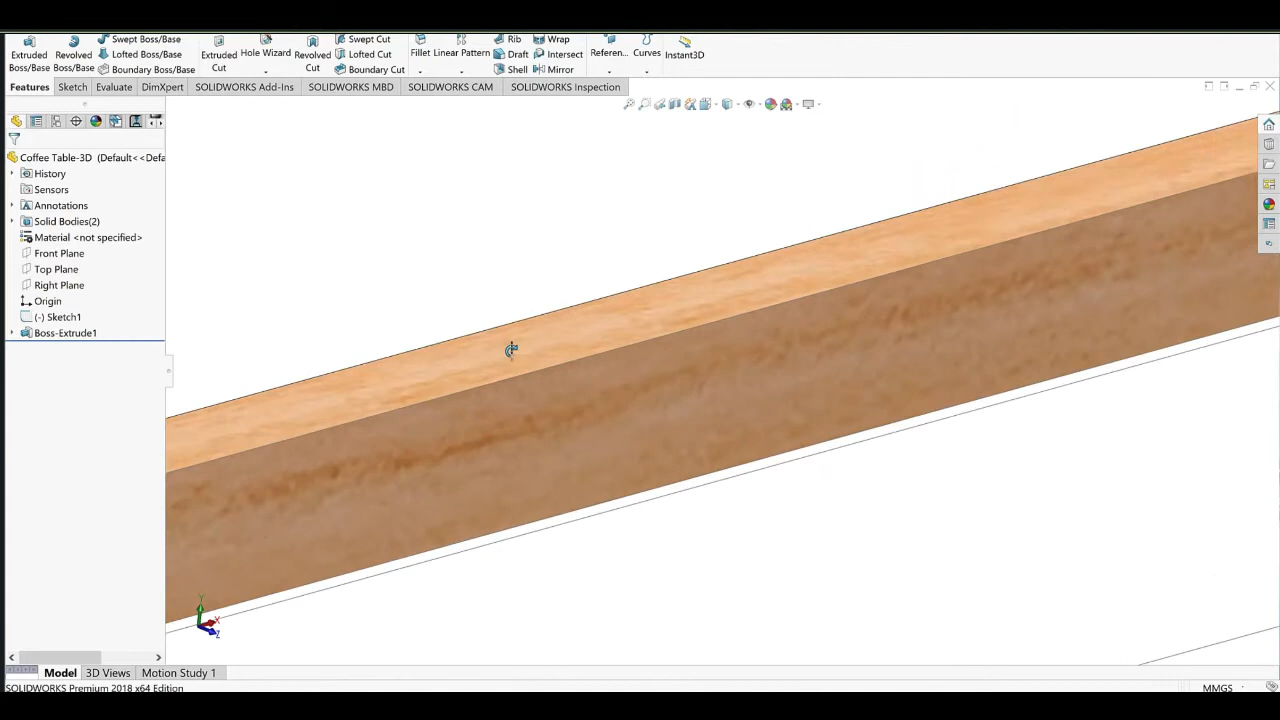 Swept Boss/Base
Swept Cut
Rib
Wrap
Extruded Boss/Base
Revolved Boss/Base
Lofted Boss/Base
Extruded Cut
Hole Wizard
Revolved Cut
Lofted Cut
Fillet
Linear Pattern
Draft
Intersect
Referen...
Curves
Instant3D
Boundary Boss/Base
Boundary Cut
Shell
Mirror
Features
Sketch
Evaluate
DimXpert
SOLIDWORKS Add-Ins
SOLIDWORKS MBD
SOLIDWORKS CAM
SOLIDWORKS Inspection
Coffee Table-3D (Default<<Defa
History
Sensors
Annotations
Solid Bodies(2)
Material <not specified>
Front Plane
Top Plane
Right Plane
Origin
(-) Sketch1
Boss-Extrude1
Y
X
Z
Model
3D Views
Motion Study 1
SOLIDWORKS Premium 2018 x64 Edition
MMGS